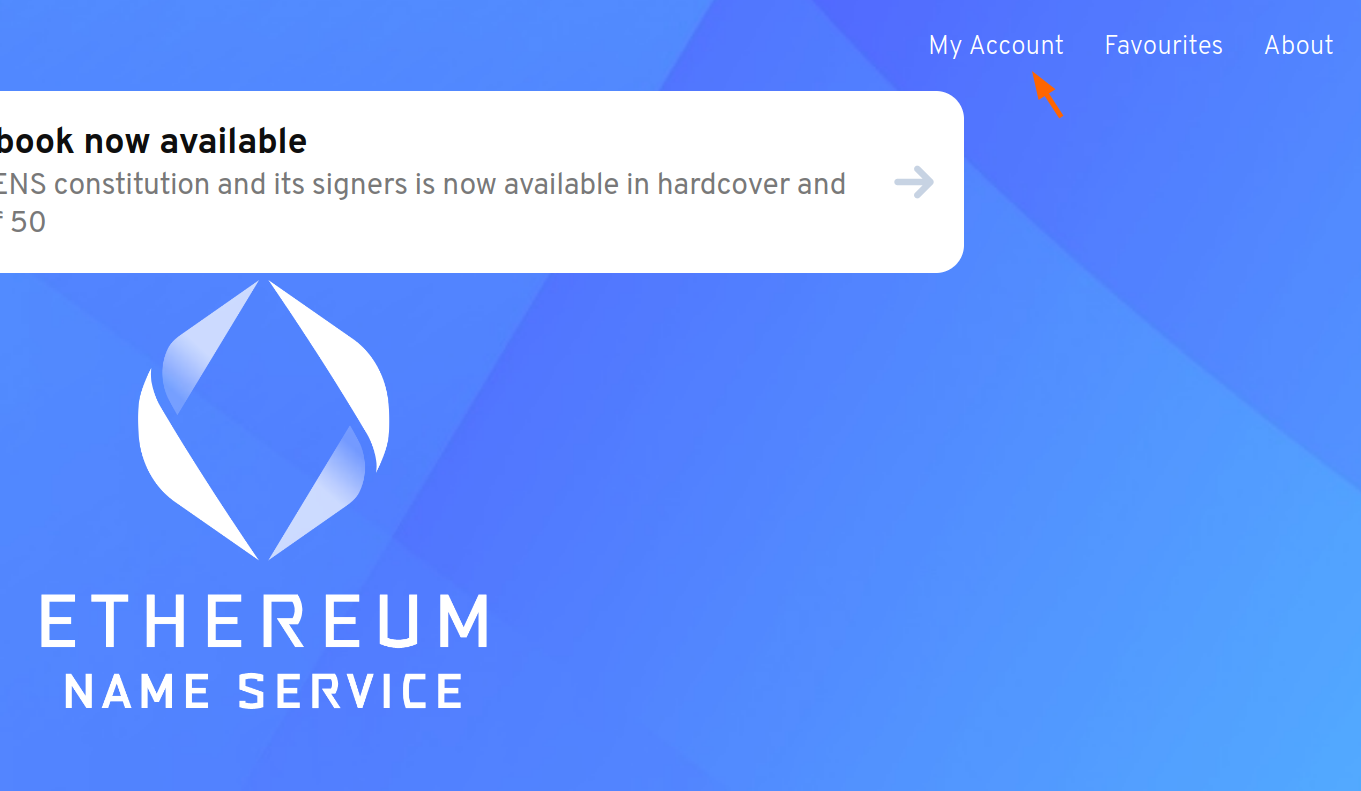 My Account Favourites About
book now available
ENS constitution and its signers is now available in hardcover and
f 50
ETHEREUM
NAME SERVICE